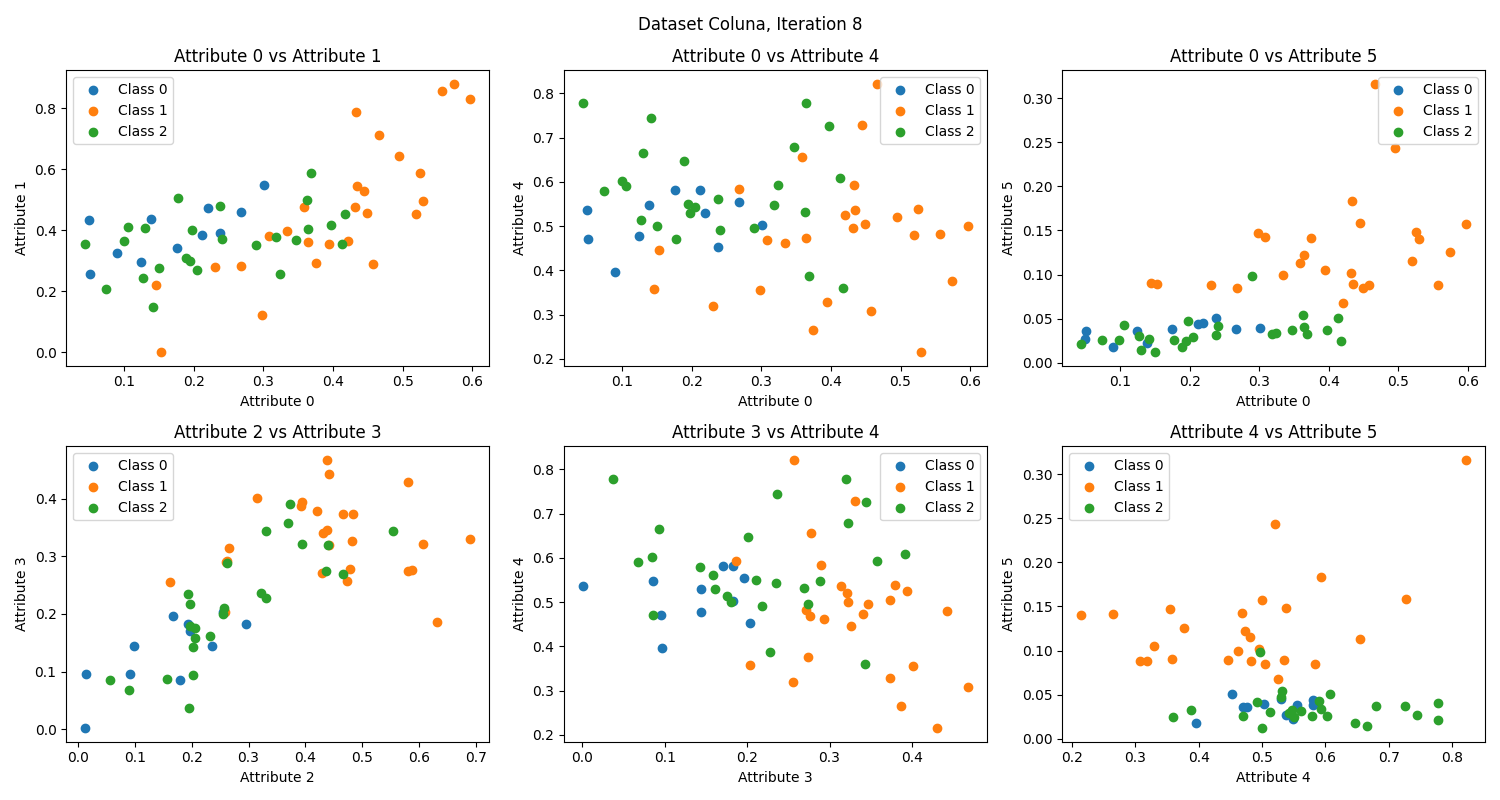 Dataset Coluna, Iteration 8
Attribute 0 vs Attribute 1
Class 0
Class 1
Class 2
0.0
0.2
0.4
0.6
0.8
0.1
0.2
0.3
0.4
0.5
0.6
Attribute 1
Attribute 0
Attribute 0 vs Attribute 4
Class 0
Class 1
Class 2
0.2
0.3
0.4
0.5
0.6
0.7
0.8
0.1
0.2
0.3
0.4
0.5
0.6
Attribute 4
Attribute 0
Attribute 0 vs Attribute 5
Class 0
Class 1
Class 2
0.00
0.05
0.10
0.15
0.20
0.25
0.30
0.1
0.2
0.3
0.4
0.5
0.6
Attribute 5
Attribute 0
Attribute 2 vs Attribute 3
Class 0
Class 1
Class 2
0.0
0.1
0.2
0.3
0.4
0.0
0.1
0.2
0.3
0.4
0.5
0.6
0.7
Attribute 3
Attribute 2
Attribute 3 vs Attribute 4
Class 0
Class 1
Class 2
0.2
0.3
0.4
0.5
0.6
0.7
0.8
0.0
0.1
0.2
0.3
0.4
Attribute 4
Attribute 3
Attribute 4 vs Attribute 5
Class 0
Class 1
Class 2
0.00
0.05
0.10
0.15
0.20
0.25
0.30
0.2
0.3
0.4
0.5
0.6
0.7
0.8
Attribute 5
Attribute 4